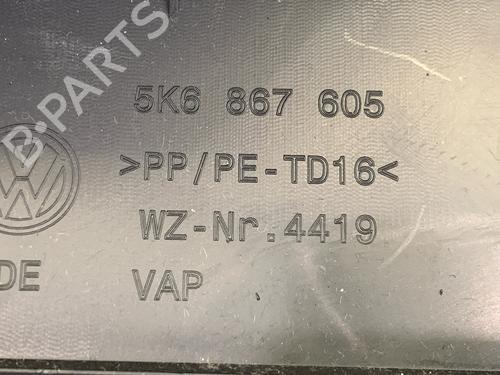 B-PARTS
5K6 867 605
>PP/PE-TD16<
WZ-Nr.4419
DE VAP